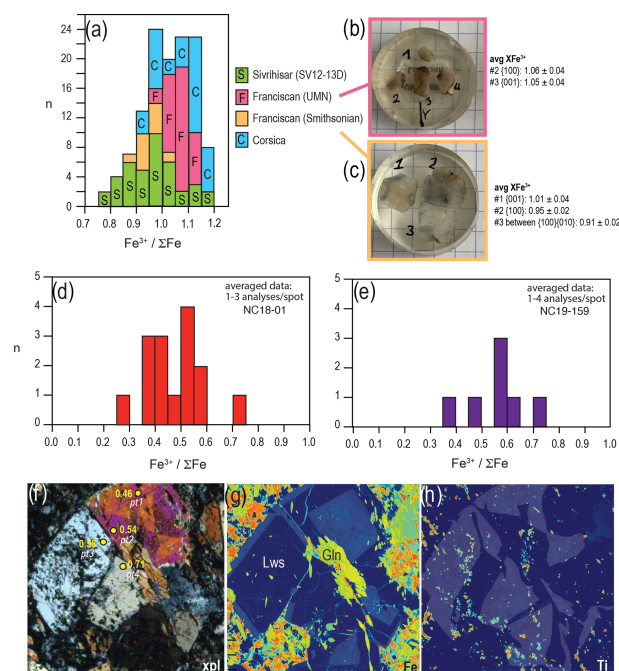 (a)
24
20
16
12
8
4
0
n
C
C
C
C
C
C
F
F
F
F
S
S
S
S
S
S
S
S
S
0.7
0.8
0.9
1.0
1.1
1.2
Fe³⁺ / ΣFe
S Sivrihisar (SV12-13D)
F Franciscan (UMN)
Franciscan (Smithsonian)
C Corsica
(b)
1
2
3
4
avg XFe³⁺
#2 {100}: 1.06 ± 0.04
#3 {001}: 1.05 ± 0.04
(c)
1
2
3
avg XFe³⁺
#1 {001}: 1.01 ± 0.04
#2 {100}: 0.95 ± 0.02
#3 between {100}{010}: 0.91 ± 0.02
(d)
averaged data:
1-3 analyses/spot
NC18-01
5
4
3
2
1
0
n
0.0
0.1
0.2
0.3
0.4
0.5
0.6
0.7
0.8
0.9
1.0
Fe³⁺ / ΣFe
(e)
averaged data:
1-4 analyses/spot
NC19-159
5
4
3
2
1
0
0.0
0.1
0.2
0.3
0.4
0.5
0.6
0.7
0.8
0.9
1.0
Fe³⁺ / ΣFe
(f)
0.46
pt1
0.54
pt2
pt3
0.71
pt4
xpl
(g)
Lws
Gln
Fe
(h)
Ti